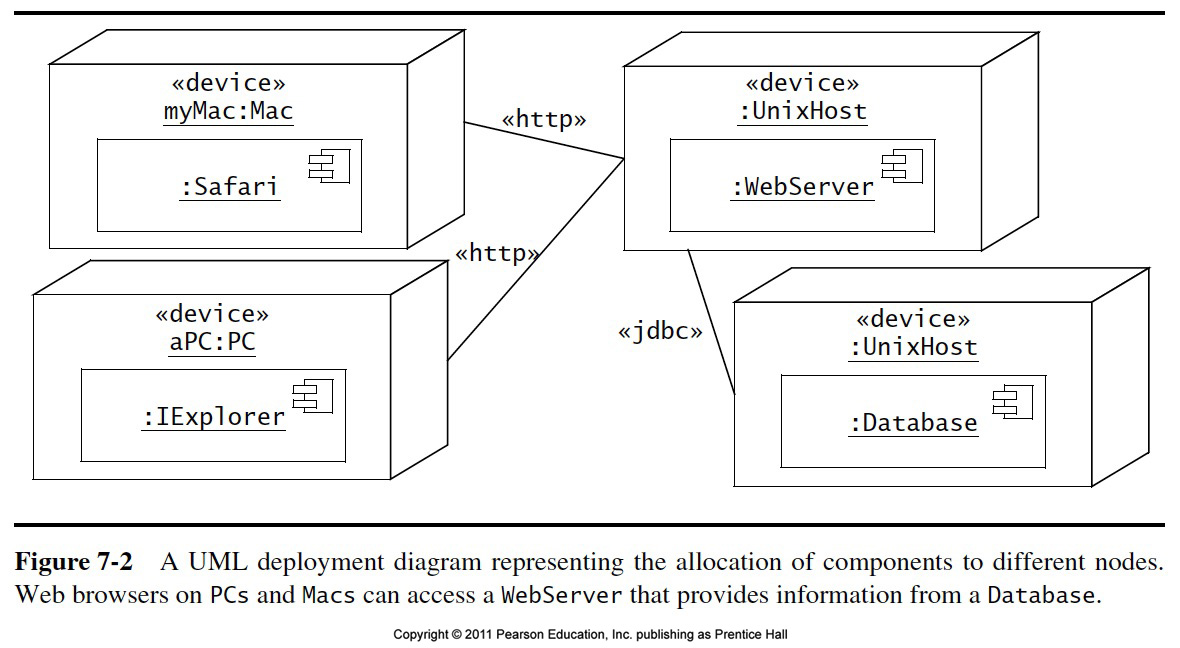 «device»
myMac:Mac
:Safari
«http»
«device»
:UnixHost
:WebServer
«http»
«device»
aPC:PC
:IExplorer
«jdbc»
«device»
:UnixHost
:Database
Figure 7-2 A UML deployment diagram representing the allocation of components to different nodes.
Web browsers on PCs and Macs can access a WebServer that provides information from a Database.
Copyright © 2011 Pearson Education, Inc. publishing as Prentice Hall